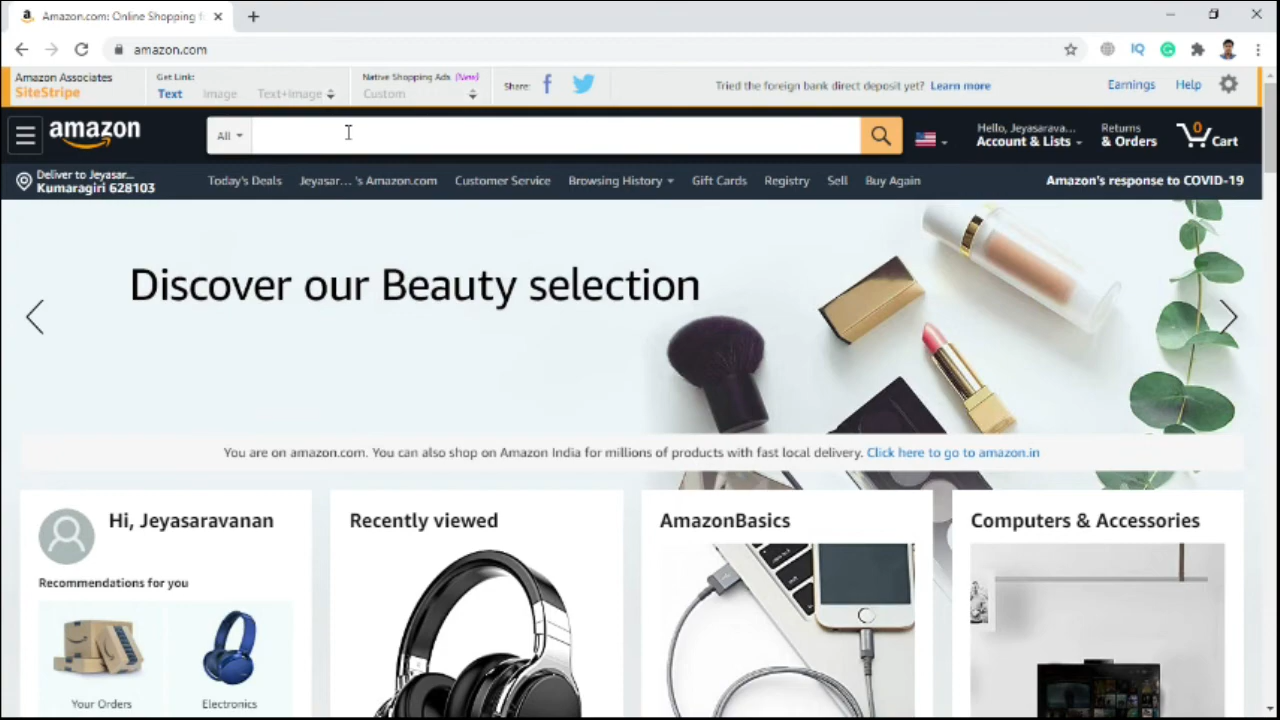 Amazon.com: Online Shopping f
amazon.com
Amazon Associates
SiteStripe
Get Link:
Text Image Text+Image
Native Shopping Ads (New)
Custom
Share:
Tried the foreign bank direct deposit yet? Learn more
Earnings Help
amazon
All
Hello, Jeyasarava...
Account & Lists
Returns
& Orders
0
Cart
Deliver to Jeyasar...
Kumaragiri 628103
Today's Deals Jeyasar... 's Amazon.com Customer Service Browsing History Gift Cards Registry Sell Buy Again
Amazon's response to COVID-19
Discover our Beauty selection
You are on amazon.com. You can also shop on Amazon India for millions of products with fast local delivery. Click here to go to amazon.in
Hi, Jeyasaravanan
Recommendations for you
Your Orders
Electronics
Recently viewed
AmazonBasics
Computers & Accessories